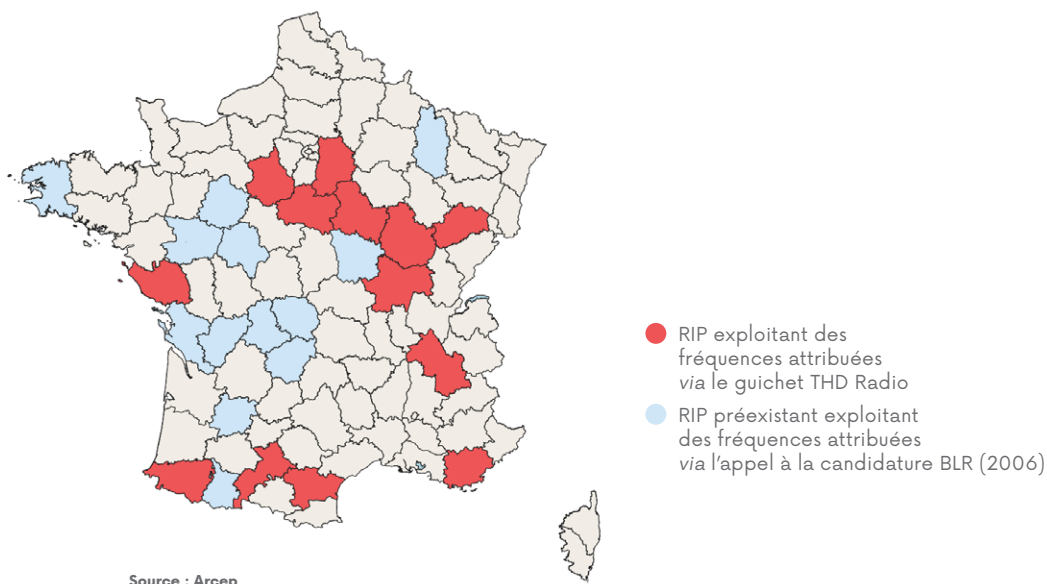 RIP exploitant des
fréquences attribuées
via le guichet THD Radio
RIP préexistant exploitant
des fréquences attribuées
via l'appel à la candidature BLR (2006)
Source : Arcep